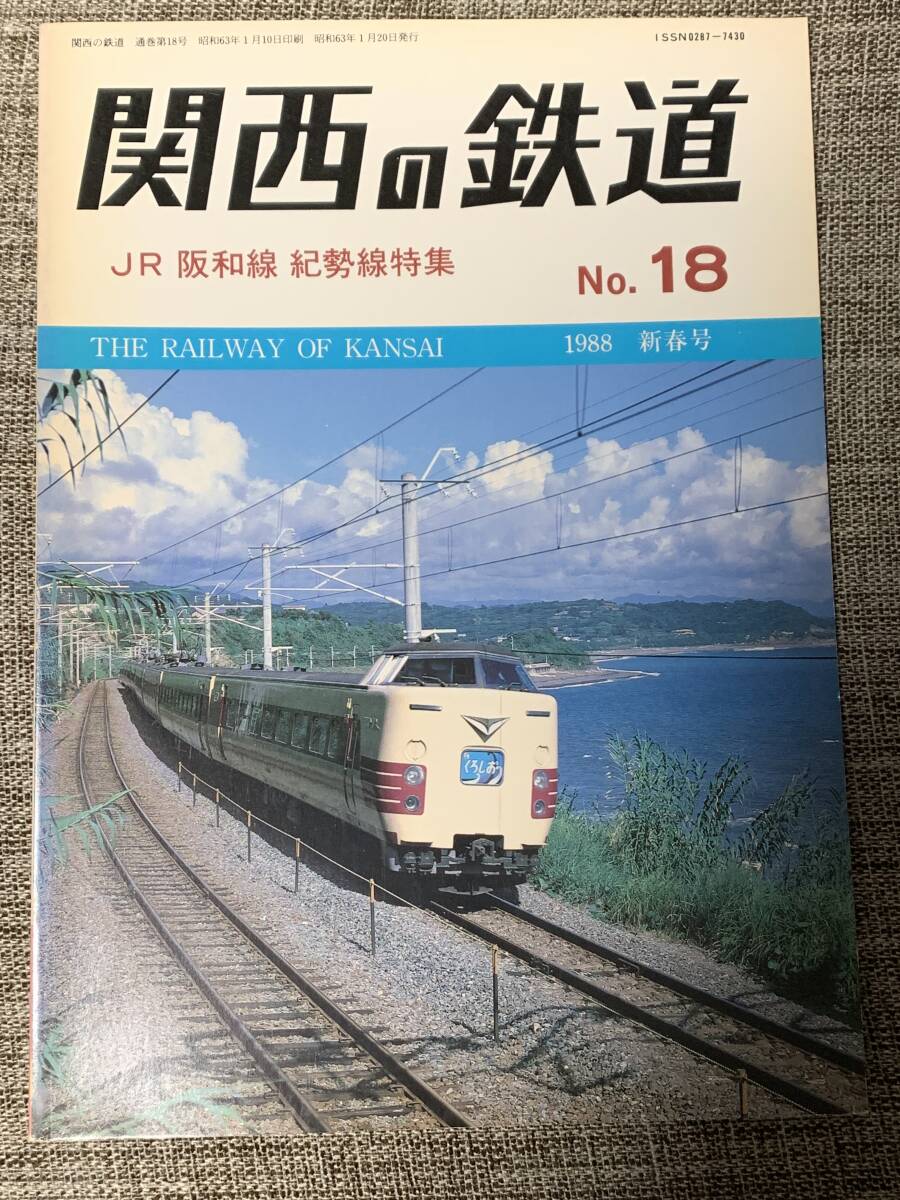 関西の鉄道　通巻第18号　昭和63年1月10日印刷　昭和63年1月20日発行
ISSN0287-7430
関西の鉄道
JR 阪和線 紀勢線特集
No. 18
THE RAILWAY OF KANSAI
1988　新春号
くろしお